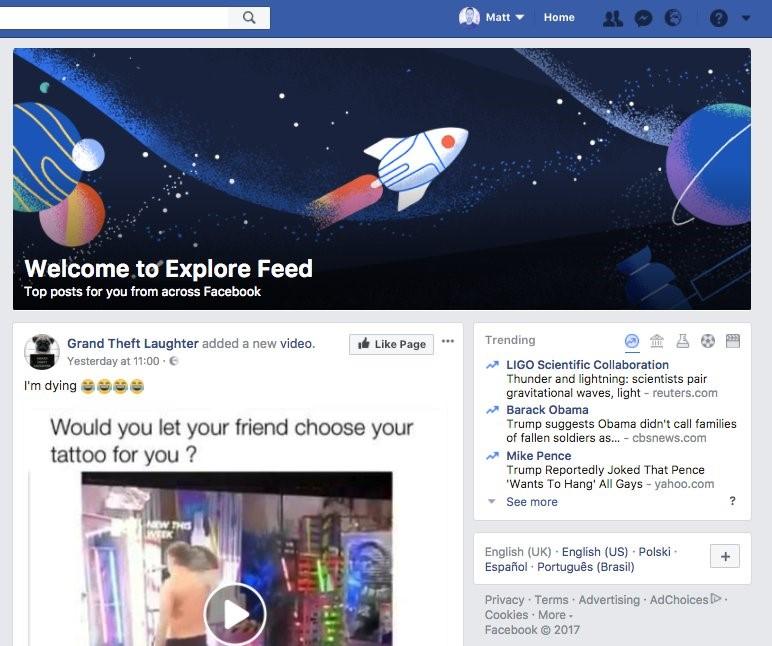 Matt
Home
Welcome to Explore Feed
Top posts for you from across Facebook
Grand Theft Laughter added a new video.
Yesterday at 11:00 ·
Like Page
I'm dying 😂😂😂😂
Would you let your friend choose your
tattoo for you ?
NEW THIS
WEEK
Trending
LIGO Scientific Collaboration
Thunder and lightning: scientists pair
gravitational waves, light – reuters.com
Barack Obama
Trump suggests Obama didn't call families
of fallen soldiers as... – cbsnews.com
Mike Pence
Trump Reportedly Joked That Pence
'Wants To Hang' All Gays – yahoo.com
See more
?
English (UK) · English (US) · Polski ·
Español · Português (Brasil)
+
Privacy · Terms · Advertising · AdChoices ·
Cookies · More
Facebook © 2017